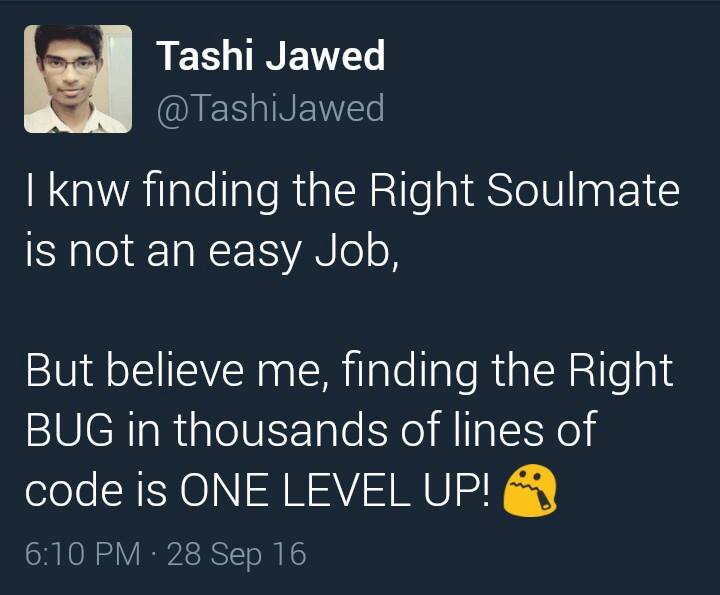 Tashi Jawed
@TashiJawed
I knw finding the Right Soulmate
is not an easy Job,
But believe me, finding the Right
BUG in thousands of lines of
code is ONE LEVEL UP!
6:10 PM · 28 Sep 16